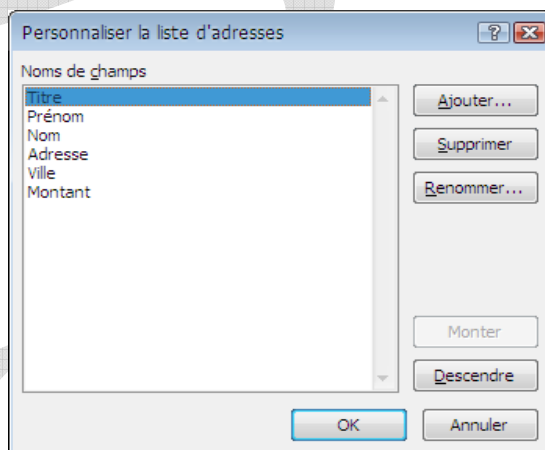 Personnaliser la liste d'adresses
Noms de champs
Titre
Prénom
Nom
Adresse
Ville
Montant
Ajouter...
Supprimer
Renommer...
Monter
Descendre
OK
Annuler